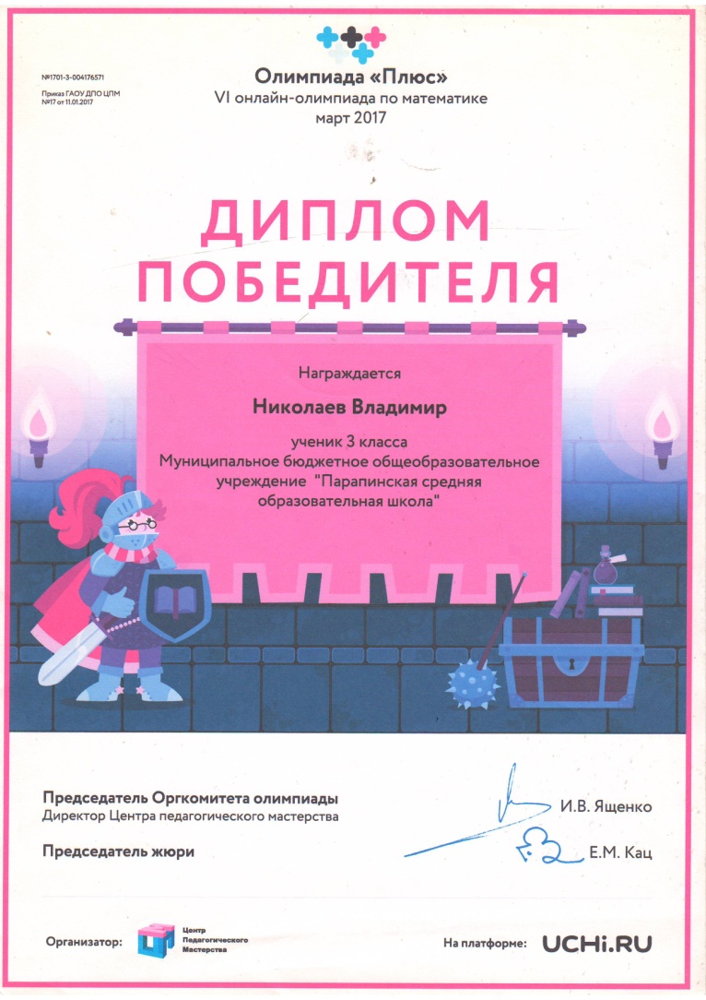 №1701-3-004176571
Приказ ГАОУ ДПО ЦПМ
№17 от 11.01.2017
Олимпиада «Плюс»
VI онлайн-олимпиада по математике
март 2017
ДИПЛОМ
ПОБЕДИТЕЛЯ
Награждается
Николаев Владимир
ученик 3 класса
Муниципальное бюджетное общеобразовательное
учреждение "Парапинская средняя
образовательная школа"
Председатель Оргкомитета олимпиады
Директор Центра педагогического мастерства
И.В. Ященко
Председатель жюри
Е.М. Кац
Организатор:
Центр
Педагогического
Мастерства
На платформе:
UCHi.RU